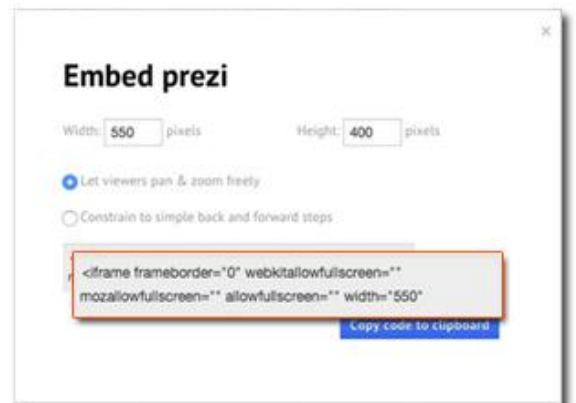 ×
Embed prezi
Width: 550 pixels Height: 400 pixels
Let viewers pan & zoom freely
Constrain to simple back and forward steps
<iframe frameborder="0" webkitallowfullscreen=""
mozallowfullscreen="" allowfullscreen="" width="550"
Copy code to clipboard